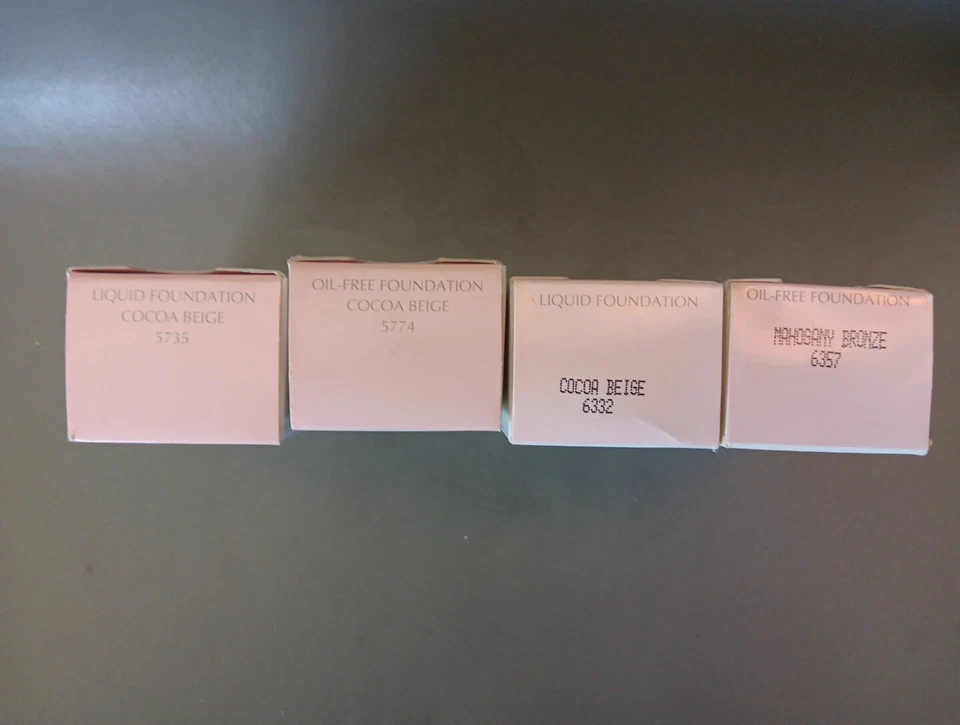 LIQUID FOUNDATION
COCOA BEIGE
5735
OIL-FREE FOUNDATION
COCOA BEIGE
5774
LIQUID FOUNDATION
COCOA BEIGE
6332
OIL-FREE FOUNDATION
MAHOGANY BRONZE
6357